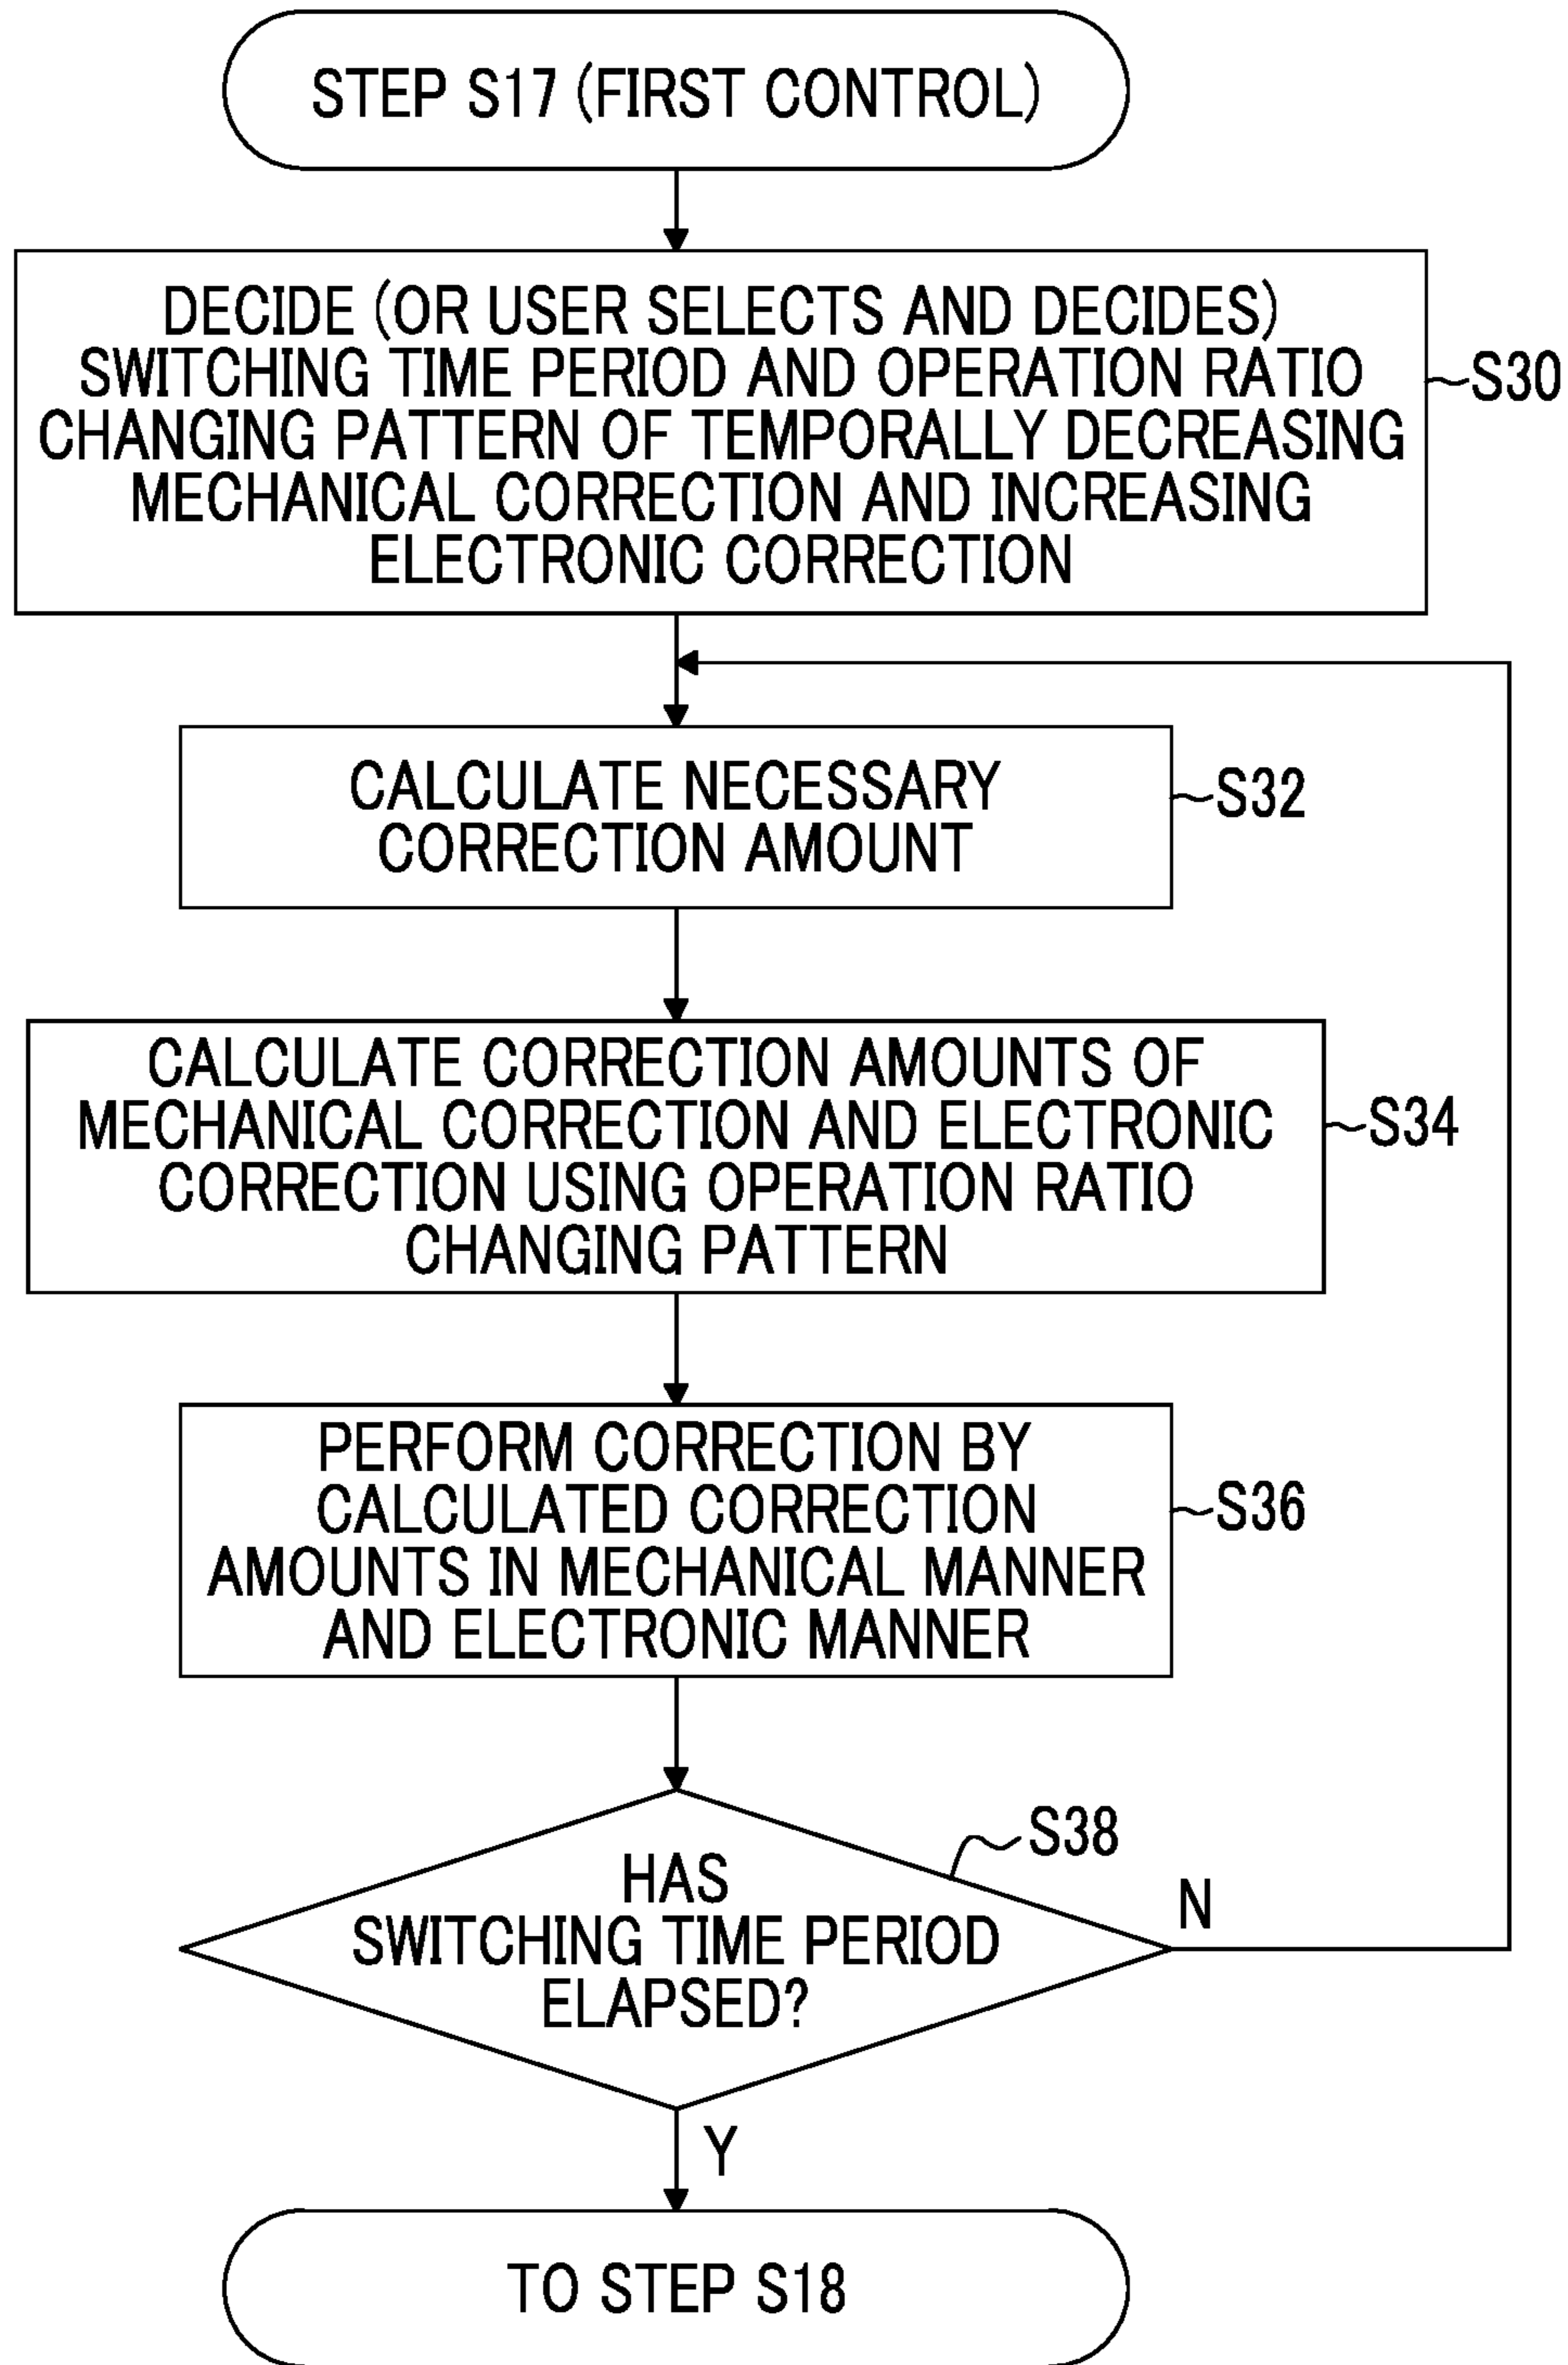 STEP S17 (FIRST CONTROL)
DECIDE (OR USER SELECTS AND DECIDES)
SWITCHING TIME PERIOD AND OPERATION RATIO
CHANGING PATTERN OF TEMPORALLY DECREASING
MECHANICAL CORRECTION AND INCREASING
ELECTRONIC CORRECTION
S30
CALCULATE NECESSARY
CORRECTION AMOUNT
S32
CALCULATE CORRECTION AMOUNTS OF
MECHANICAL CORRECTION AND ELECTRONIC
CORRECTION USING OPERATION RATIO
CHANGING PATTERN
S34
PERFORM CORRECTION BY
CALCULATED CORRECTION
AMOUNTS IN MECHANICAL MANNER
AND ELECTRONIC MANNER
S36
HAS
SWITCHING TIME PERIOD
ELAPSED?
S38
N
Y
TO STEP S18